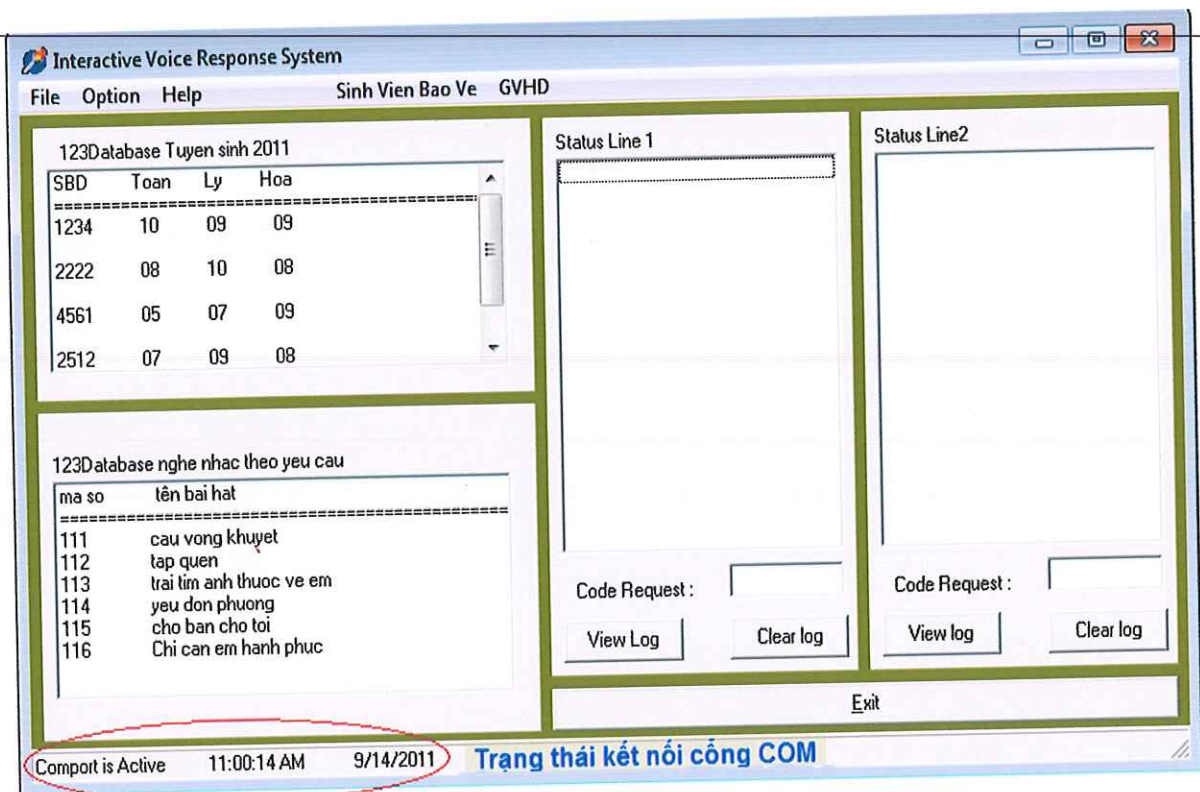 Interactive Voice Response System
File Option Help Sinh Vien Bao Ve GVHD
123Database Tuyen sinh 2011
SBD Toan Ly Hoa
==================================================
1234 10 09 09
2222 08 10 08
4561 05 07 09
2512 07 09 08
123Database nghe nhac theo yeu cau
ma so tên bai hat
==================================================
111 cau vong khuyet
112 tap quen
113 trai tim anh thuoc ve em
114 yeu don phuong
115 cho ban cho toi
116 Chi can em hanh phuc
Status Line 1
Code Request :
View Log Clear log
Status Line2
Code Request :
View log Clear log
Exit
Comport is Active 11:00:14 AM 9/14/2011 Trạng thái kết nối cổng COM